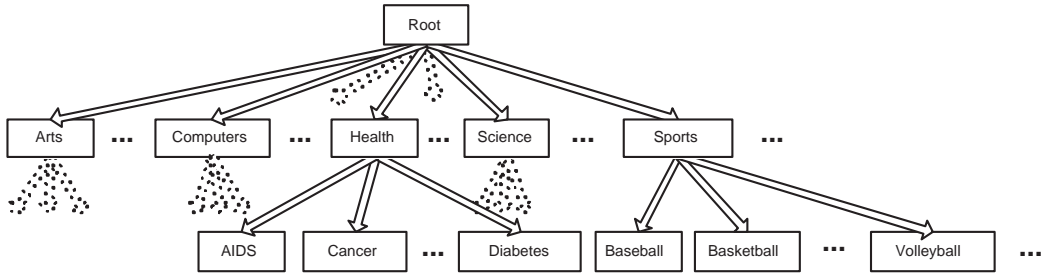 Root
Arts ... Computers ... Health ... Science ... Sports ...
AIDS Cancer ... Diabetes Baseball Basketball ... Volleyball ...